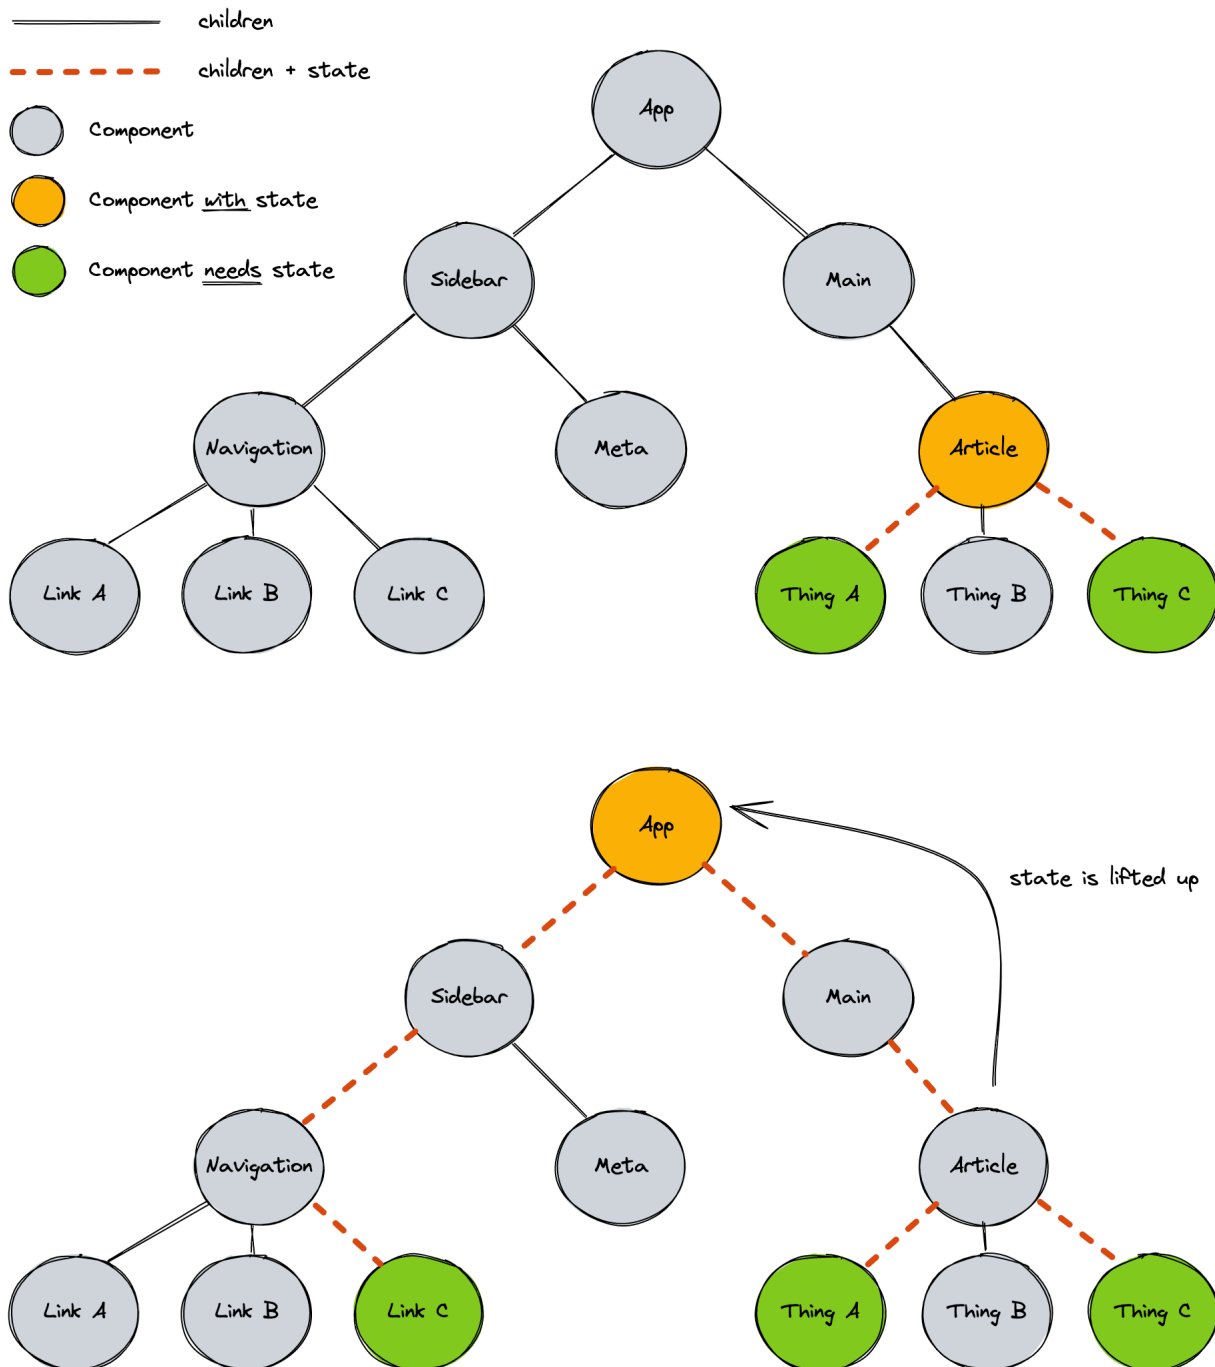 children
children + state
Component
Component with state
Component needs state
App
Sidebar
Main
Navigation
Meta
Article
Link A
Link B
Link C
Thing A
Thing B
Thing C
App
state is lifted up
Sidebar
Main
Navigation
Meta
Article
Link A
Link B
Link C
Thing A
Thing B
Thing C